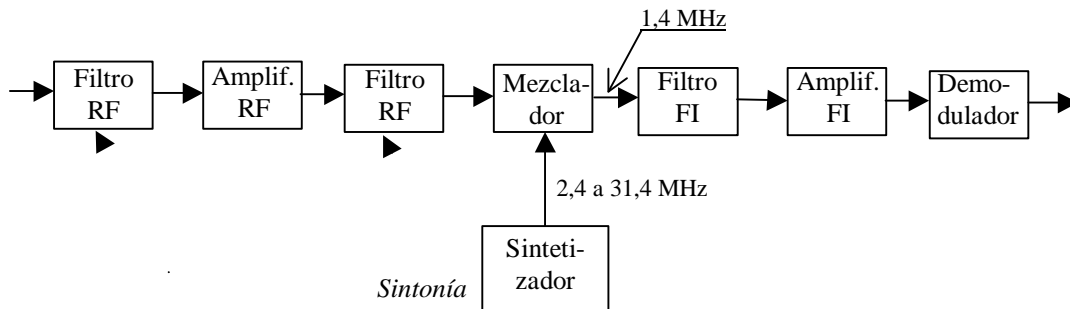 1,4 MHz
Filtro
RF
Amplif.
RF
Filtro
RF
Mezcla-
dor
Filtro
FI
Amplif.
FI
Demo-
dulador
2,4 a 31,4 MHz
Sinteti-
zador
Sintonía